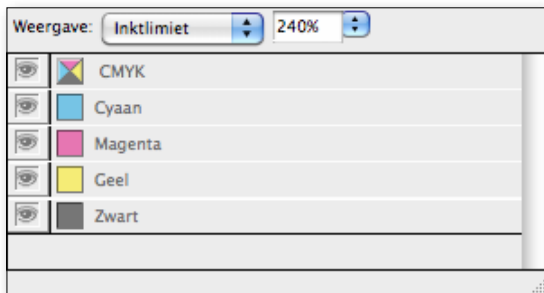 Weergave: Inktlimiet 240%
CMYK
Cyaan
Magenta
Geel
Zwart